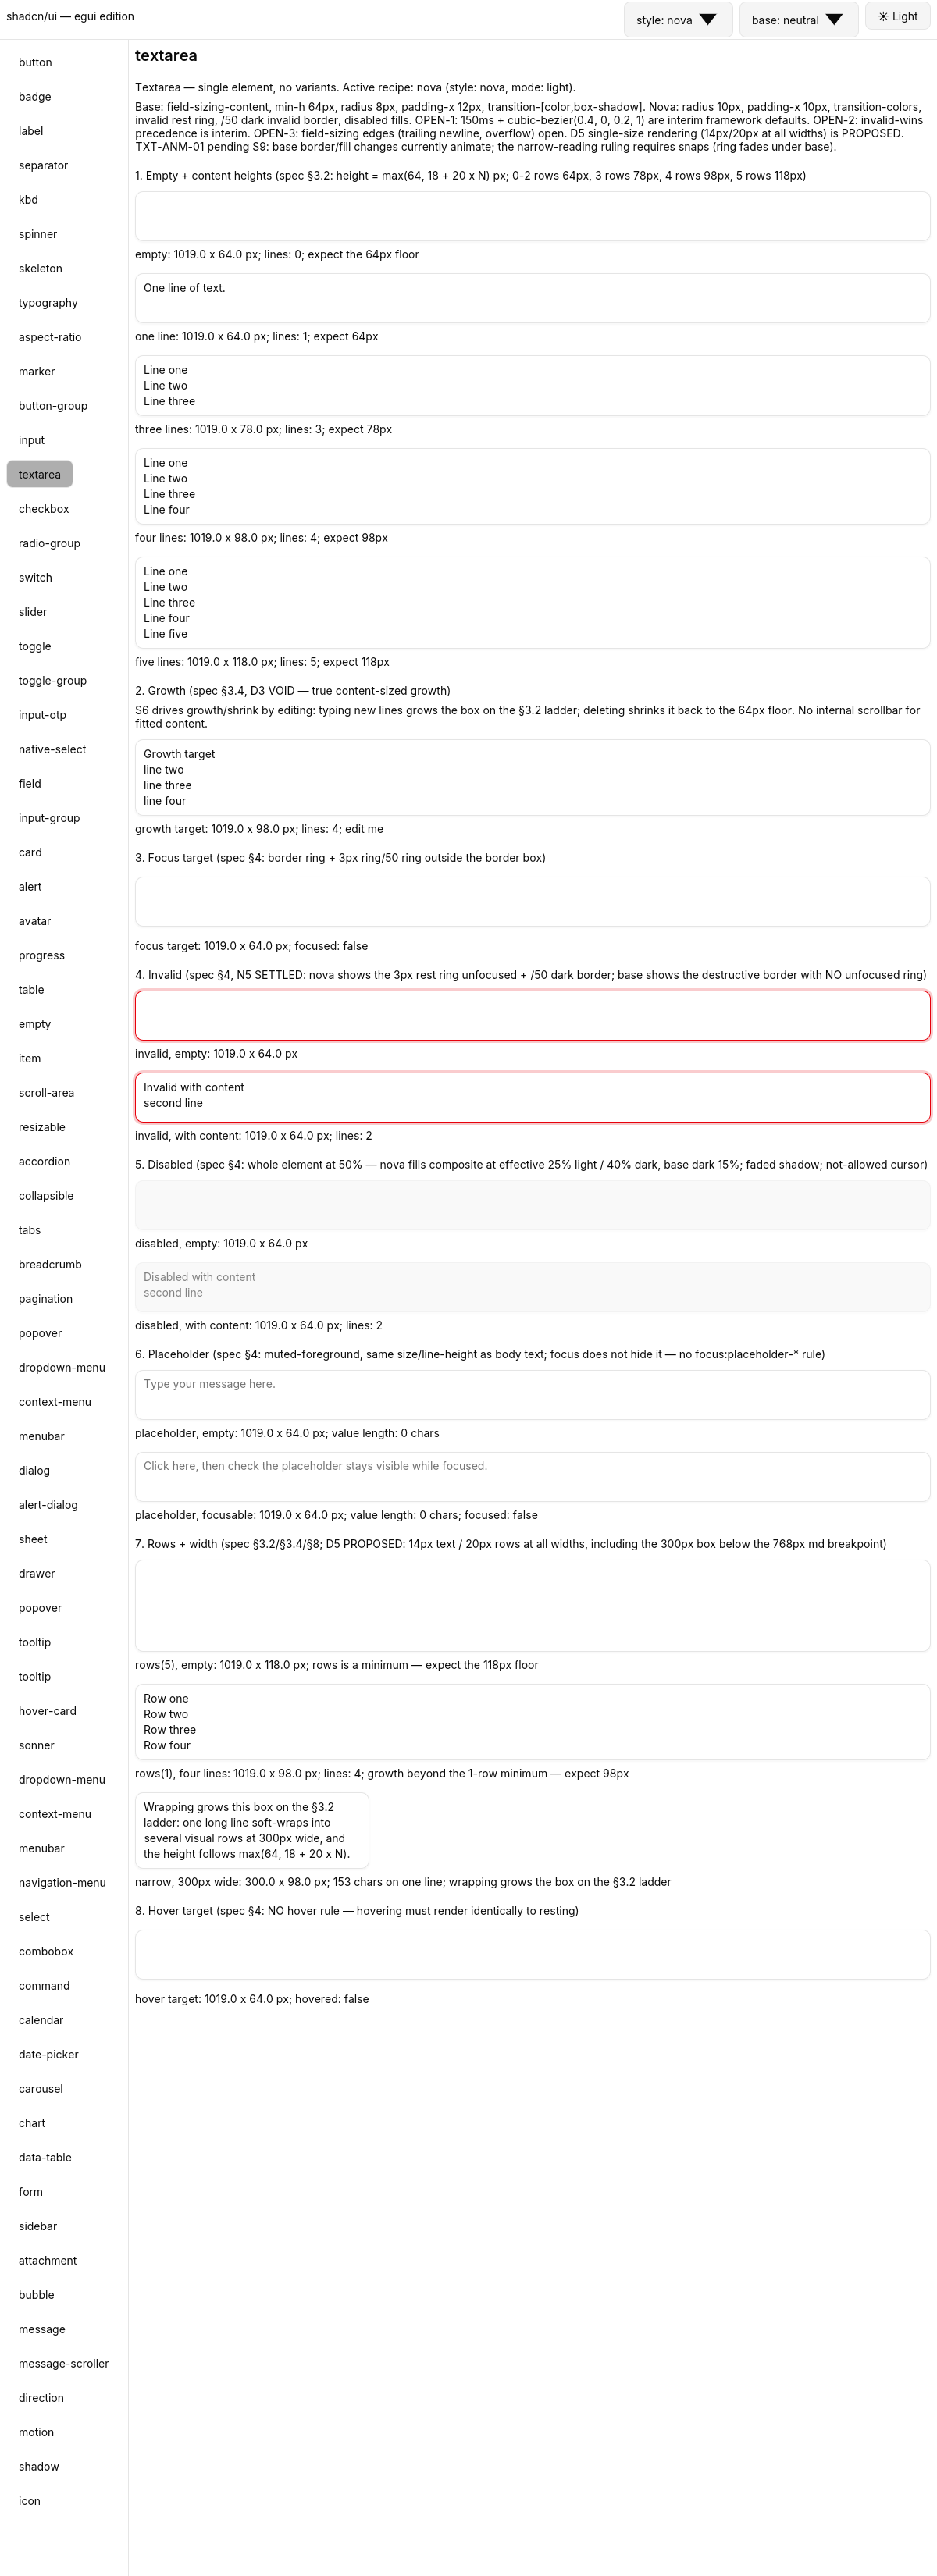 shadcn/ui — egui edition
style: nova
base: neutral
☀ Light
button
badge
label
separator
kbd
spinner
skeleton
typography
aspect-ratio
marker
button-group
input
textarea
checkbox
radio-group
switch
slider
toggle
toggle-group
input-otp
native-select
field
input-group
card
alert
avatar
progress
table
empty
item
scroll-area
resizable
accordion
collapsible
tabs
breadcrumb
pagination
popover
dropdown-menu
context-menu
menubar
dialog
alert-dialog
sheet
drawer
popover
tooltip
tooltip
hover-card
sonner
dropdown-menu
context-menu
menubar
navigation-menu
select
combobox
command
calendar
date-picker
carousel
chart
data-table
form
sidebar
attachment
bubble
message
message-scroller
direction
motion
shadow
icon
textarea
Textarea — single element, no variants. Active recipe: nova (style: nova, mode: light).
Base: field-sizing-content, min-h 64px, radius 8px, padding-x 12px, transition-[color,box-shadow]. Nova: radius 10px, padding-x 10px, transition-colors,
invalid rest ring, /50 dark invalid border, disabled fills. OPEN-1: 150ms + cubic-bezier(0.4, 0, 0.2, 1) are interim framework defaults. OPEN-2: invalid-wins
precedence is interim. OPEN-3: field-sizing edges (trailing newline, overflow) open. D5 single-size rendering (14px/20px at all widths) is PROPOSED.
TXT-ANM-01 pending S9: base border/fill changes currently animate; the narrow-reading ruling requires snaps (ring fades under base).
1. Empty + content heights (spec §3.2: height = max(64, 18 + 20 x N) px; 0-2 rows 64px, 3 rows 78px, 4 rows 98px, 5 rows 118px)
empty: 1019.0 x 64.0 px; lines: 0; expect the 64px floor
One line of text.
one line: 1019.0 x 64.0 px; lines: 1; expect 64px
Line one
Line two
Line three
three lines: 1019.0 x 78.0 px; lines: 3; expect 78px
Line one
Line two
Line three
Line four
four lines: 1019.0 x 98.0 px; lines: 4; expect 98px
Line one
Line two
Line three
Line four
Line five
five lines: 1019.0 x 118.0 px; lines: 5; expect 118px
2. Growth (spec §3.4, D3 VOID — true content-sized growth)
S6 drives growth/shrink by editing: typing new lines grows the box on the §3.2 ladder; deleting shrinks it back to the 64px floor. No internal scrollbar for
fitted content.
Growth target
line two
line three
line four
growth target: 1019.0 x 98.0 px; lines: 4; edit me
3. Focus target (spec §4: border ring + 3px ring/50 ring outside the border box)
focus target: 1019.0 x 64.0 px; focused: false
4. Invalid (spec §4, N5 SETTLED: nova shows the 3px rest ring unfocused + /50 dark border; base shows the destructive border with NO unfocused ring)
invalid, empty: 1019.0 x 64.0 px
Invalid with content
second line
invalid, with content: 1019.0 x 64.0 px; lines: 2
5. Disabled (spec §4: whole element at 50% — nova fills composite at effective 25% light / 40% dark, base dark 15%; faded shadow; not-allowed cursor)
disabled, empty: 1019.0 x 64.0 px
Disabled with content
second line
disabled, with content: 1019.0 x 64.0 px; lines: 2
6. Placeholder (spec §4: muted-foreground, same size/line-height as body text; focus does not hide it — no focus:placeholder-* rule)
Type your message here.
placeholder, empty: 1019.0 x 64.0 px; value length: 0 chars
Click here, then check the placeholder stays visible while focused.
placeholder, focusable: 1019.0 x 64.0 px; value length: 0 chars; focused: false
7. Rows + width (spec §3.2/§3.4/§8; D5 PROPOSED: 14px text / 20px rows at all widths, including the 300px box below the 768px md breakpoint)
rows(5), empty: 1019.0 x 118.0 px; rows is a minimum — expect the 118px floor
Row one
Row two
Row three
Row four
rows(1), four lines: 1019.0 x 98.0 px; lines: 4; growth beyond the 1-row minimum — expect 98px
Wrapping grows this box on the §3.2
ladder: one long line soft-wraps into
several visual rows at 300px wide, and
the height follows max(64, 18 + 20 x N).
narrow, 300px wide: 300.0 x 98.0 px; 153 chars on one line; wrapping grows the box on the §3.2 ladder
8. Hover target (spec §4: NO hover rule — hovering must render identically to resting)
hover target: 1019.0 x 64.0 px; hovered: false